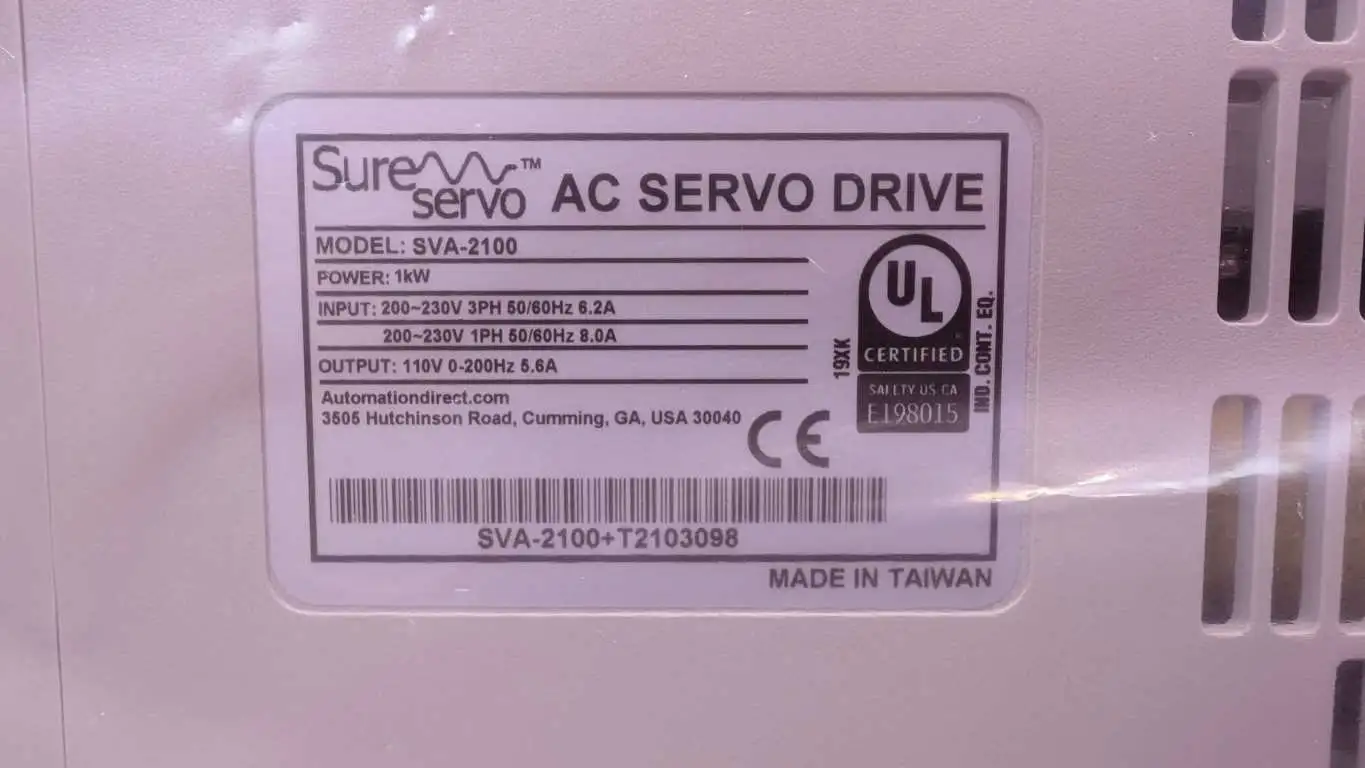 Sure servo™ AC SERVO DRIVE
MODEL: SVA-2100
POWER: 1kW
INPUT: 200~230V 3PH 50/60Hz 6.2A
200~230V 1PH 50/60Hz 8.0A
OUTPUT: 110V 0-200Hz 5.6A
Automationdirect.com
3505 Hutchinson Road, Cumming, GA, USA 30040
CE
19XK
UL
CERTIFIED
SAFETY US CA
E198015
IND. CONT. EQ.
SVA-2100+T2103098
MADE IN TAIWAN